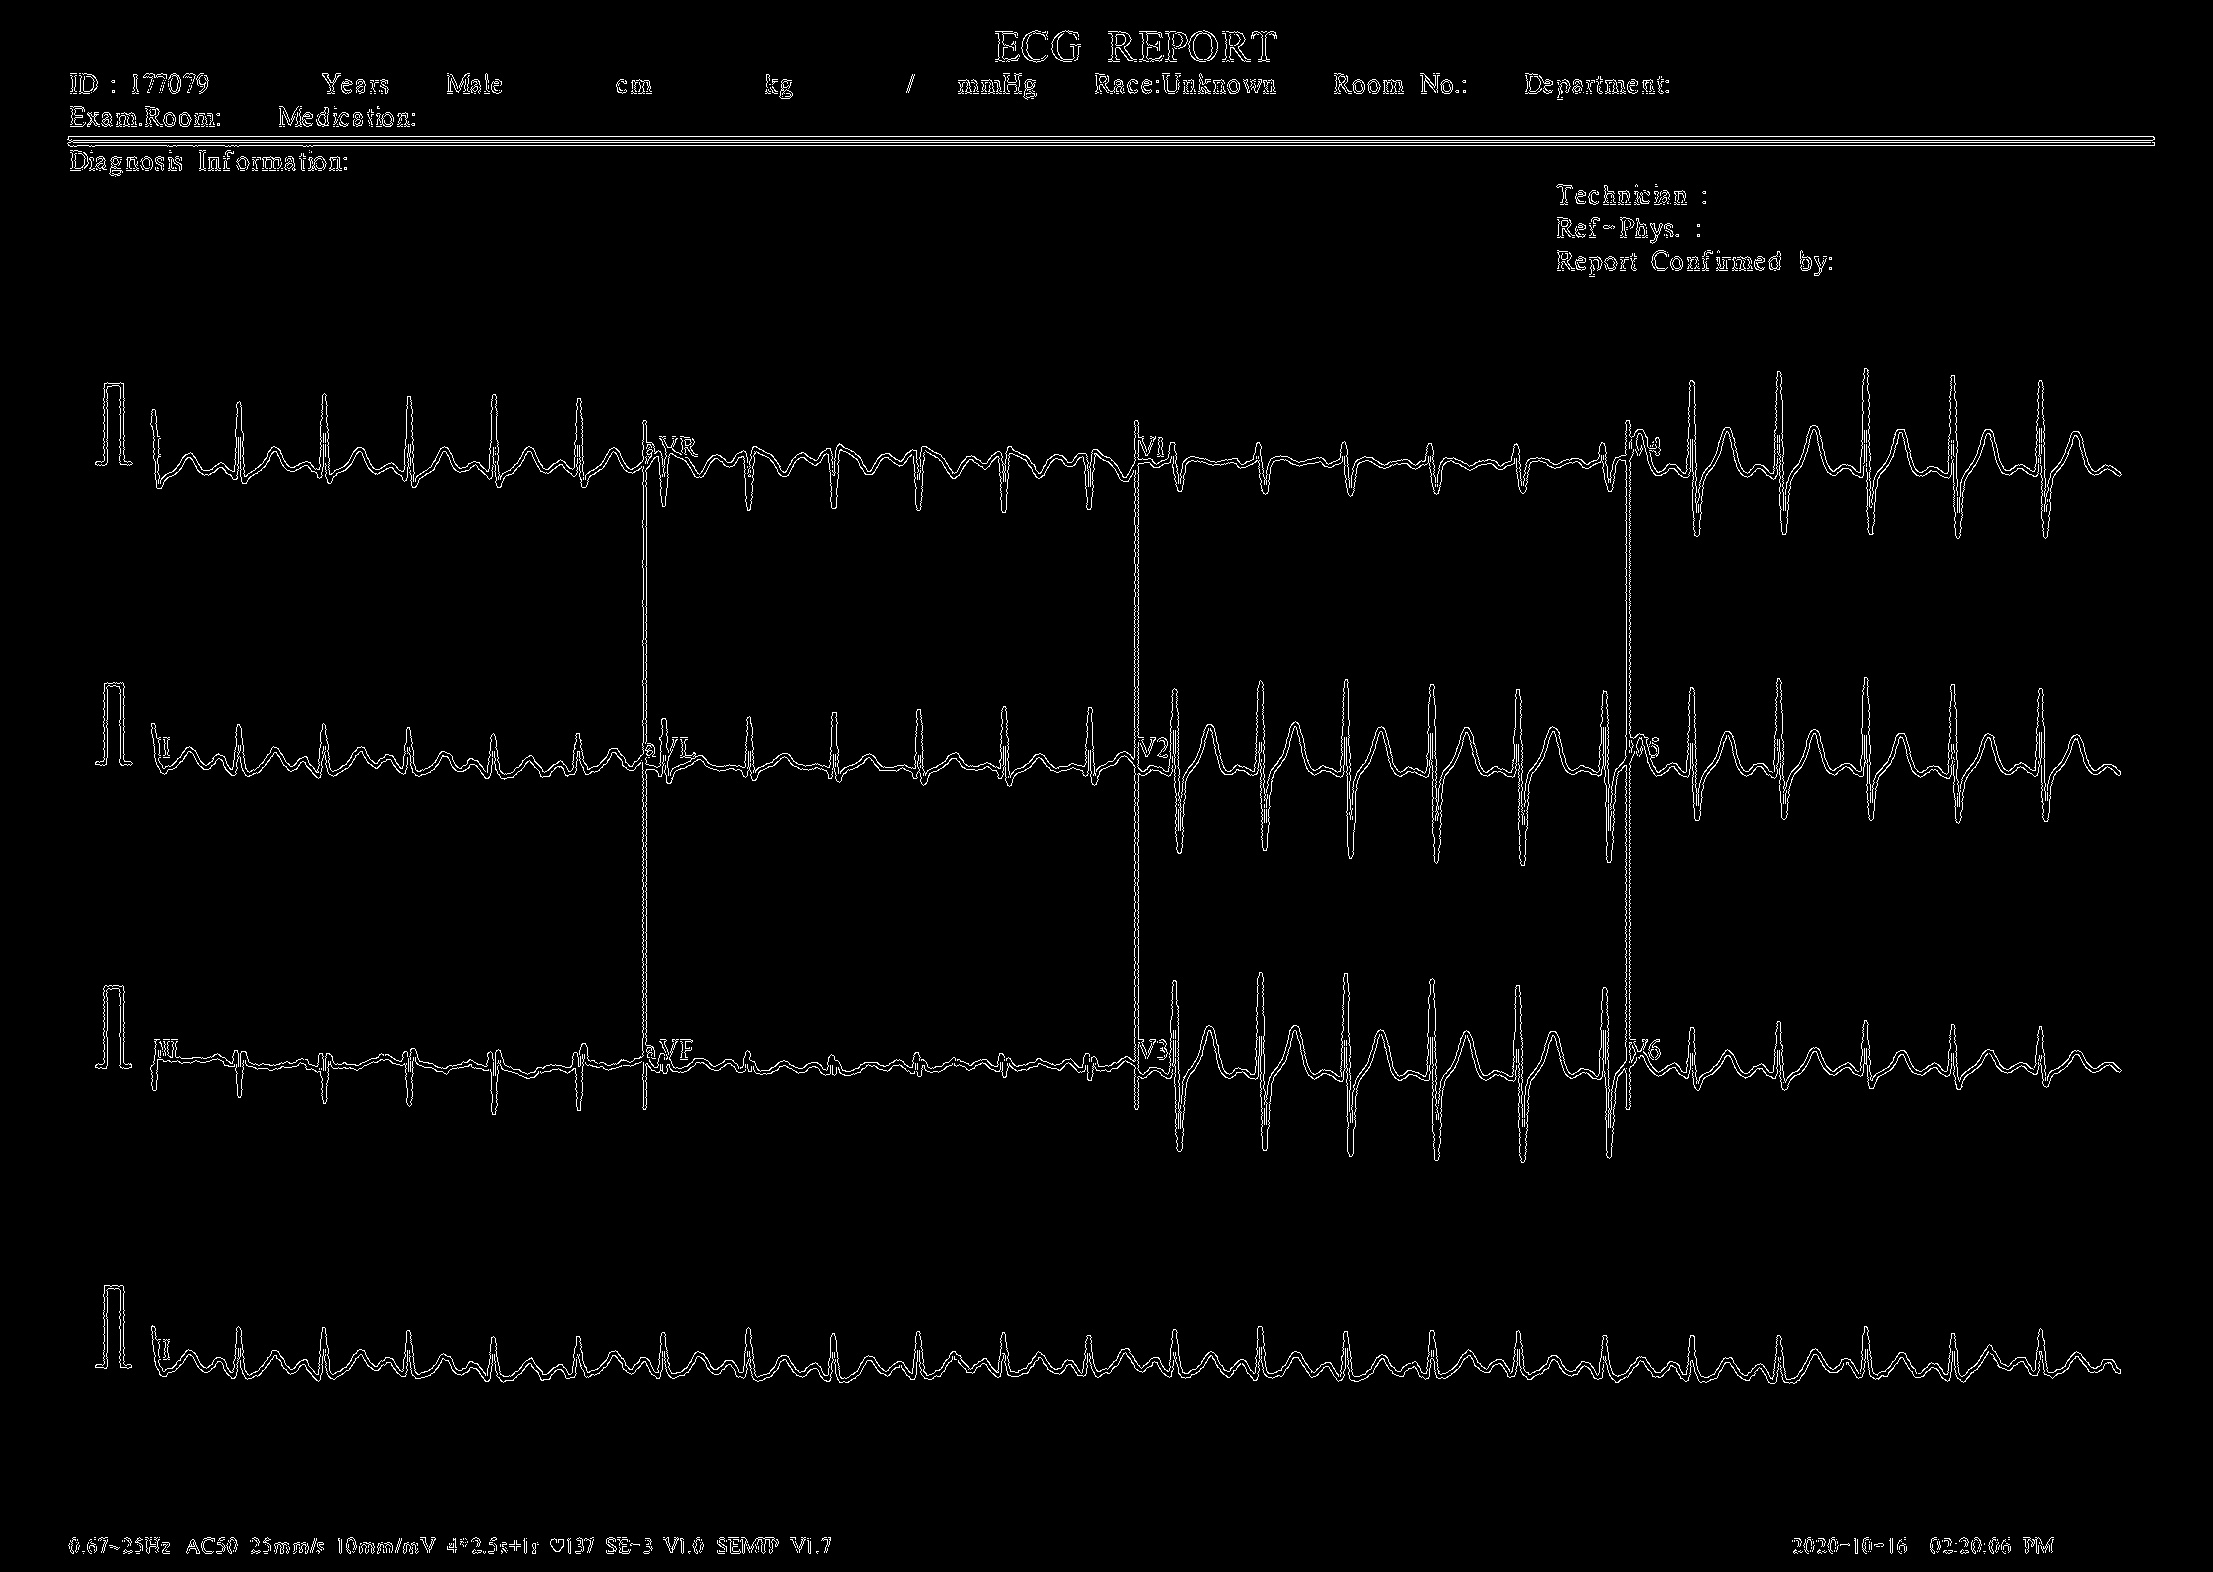 ECG REPORT
ID : 177079 Years Male cm kg / mmHg Race:Unknown Room No.: Department:
Exam.Room: Medication:
Diagnosis Information:
Technician :
Ref-Phys. :
Report Confirmed by:
I aVR V1 V4
II aVL V2 V5
III aVF V3 V6
II
0.67~25Hz AC50 25mm/s 10mm/mV 4*2.5s+1r ♡137 SE-3 V1.0 SEMIP V1.7 2020-10-16 02:20:06 PM